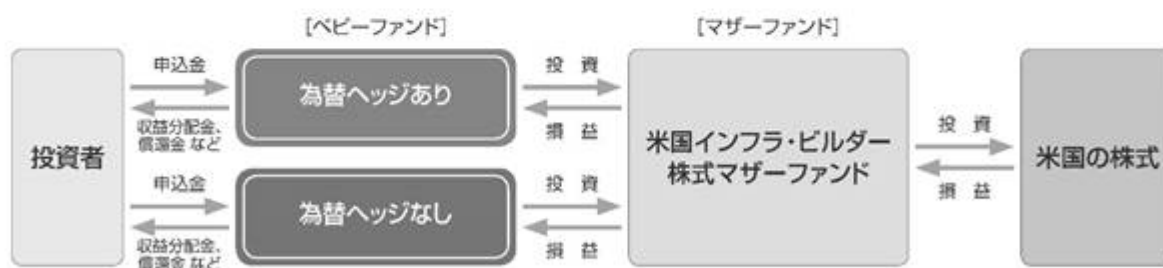 [ベビーファンド]
[マザーファンド]
投資者
申込金
収益分配金、
償還金 など
為替ヘッジあり
投 資
損 益
申込金
収益分配金、
償還金 など
為替ヘッジなし
投 資
損 益
米国インフラ・ビルダー
株式マザーファンド
投 資
損 益
米国の株式